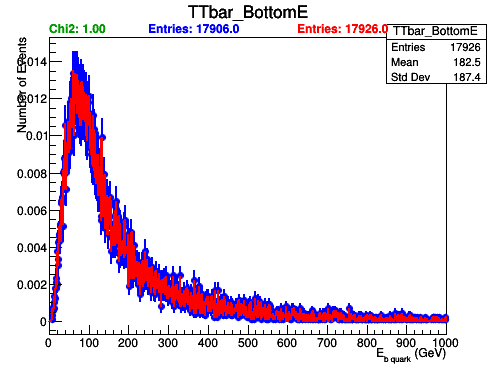 TTbar_BottomE
Chi2: 1.00 Entries: 17906.0 Entries: 17926.0
TTbar_BottomE
Entries 17926
Mean 182.5
Std Dev 187.4
Number of Events
0.014
0.012
0.01
0.008
0.006
0.004
0.002
0
0 100 200 300 400 500 600 700 800 900 1000
E b quark (GeV)